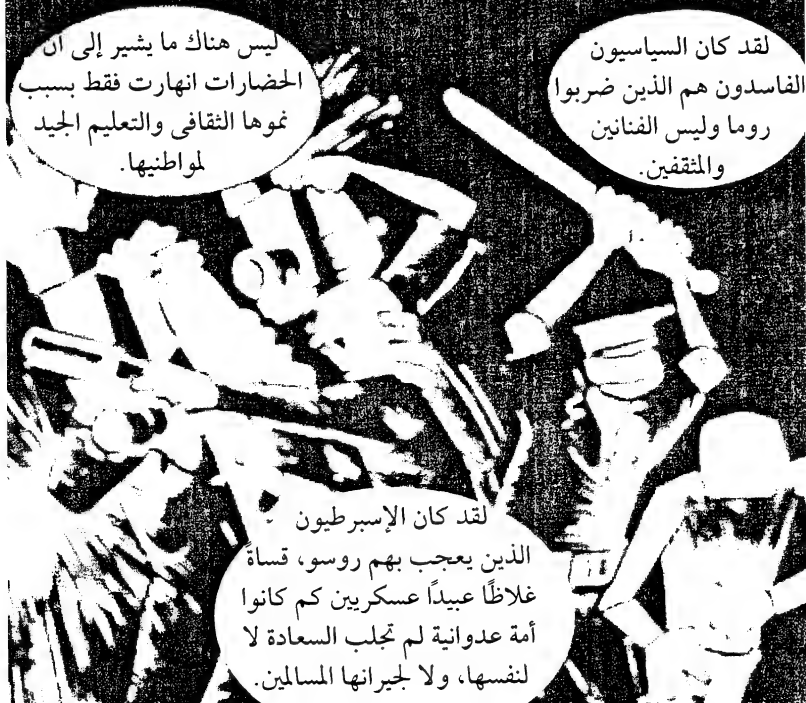 لقد كان السياسيون
الفاسدون هم الذين ضربوا
روما وليس الفنانين
والمثقفين.
ليس هناك ما يشير إلى أن
الحضارات انهارت فقط بسبب
نموها الثقافى والتعليم الجيد
لمواطنيها.
لقد كان الإسبرطيون
الذين يعجب بهم روسو، قساة
غلاظًا عبيدًا عسكريين كم كانوا
أمة عدوانية لم تجلب السعادة لا
لنفسها، ولا لجيرانها المسالمين.